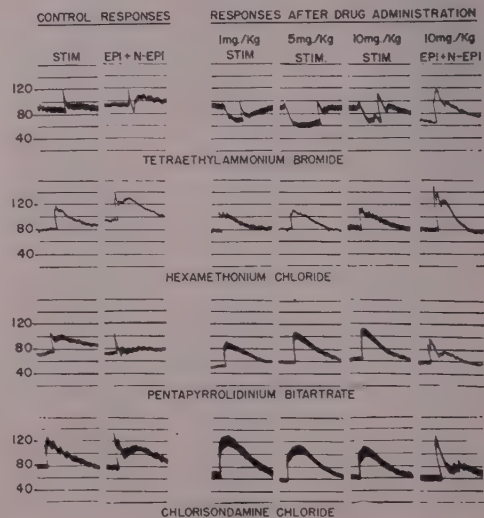 CONTROL RESPONSES RESPONSES AFTER DRUG ADMINISTRATION
1mg./Kg 5mg./Kg 10mg./Kg 10mg./Kg
STIM EPI + N-EPI STIM STIM. STIM EPI+N-EPI
120
80
40
TETRAETHYLAMMONIUM BROMIDE
120
80
40
HEXAMETHONIUM CHLORIDE
120
80
40
PENTAPYRROLIDINIUM BITARTRATE
120
80
40
CHLORISONDAMINE CHLORIDE